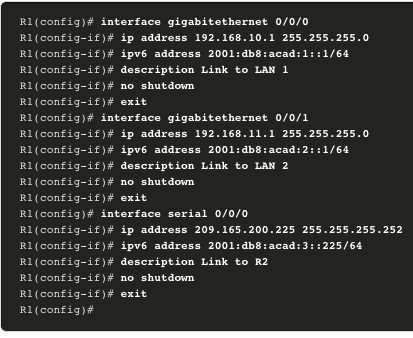 R1(config)# interface gigabitethernet 0/0/0
R1(config-if)# ip address 192.168.10.1 255.255.255.0
R1(config-if)# ipv6 address 2001:db8:acad:1::1/64
R1(config-if)# description Link to LAN 1
R1(config-if)# no shutdown
R1(config-if)# exit
R1(config)# interface gigabitethernet 0/0/1
R1(config-if)# ip address 192.168.11.1 255.255.255.0
R1(config-if)# ipv6 address 2001:db8:acad:2::1/64
R1(config-if)# description Link to LAN 2
R1(config-if)# no shutdown
R1(config-if)# exit
R1(config)# interface serial 0/0/0
R1(config-if)# ip address 209.165.200.225 255.255.255.252
R1(config-if)# ipv6 address 2001:db8:acad:3::225/64
R1(config-if)# description Link to R2
R1(config-if)# no shutdown
R1(config-if)# exit
R1(config)#